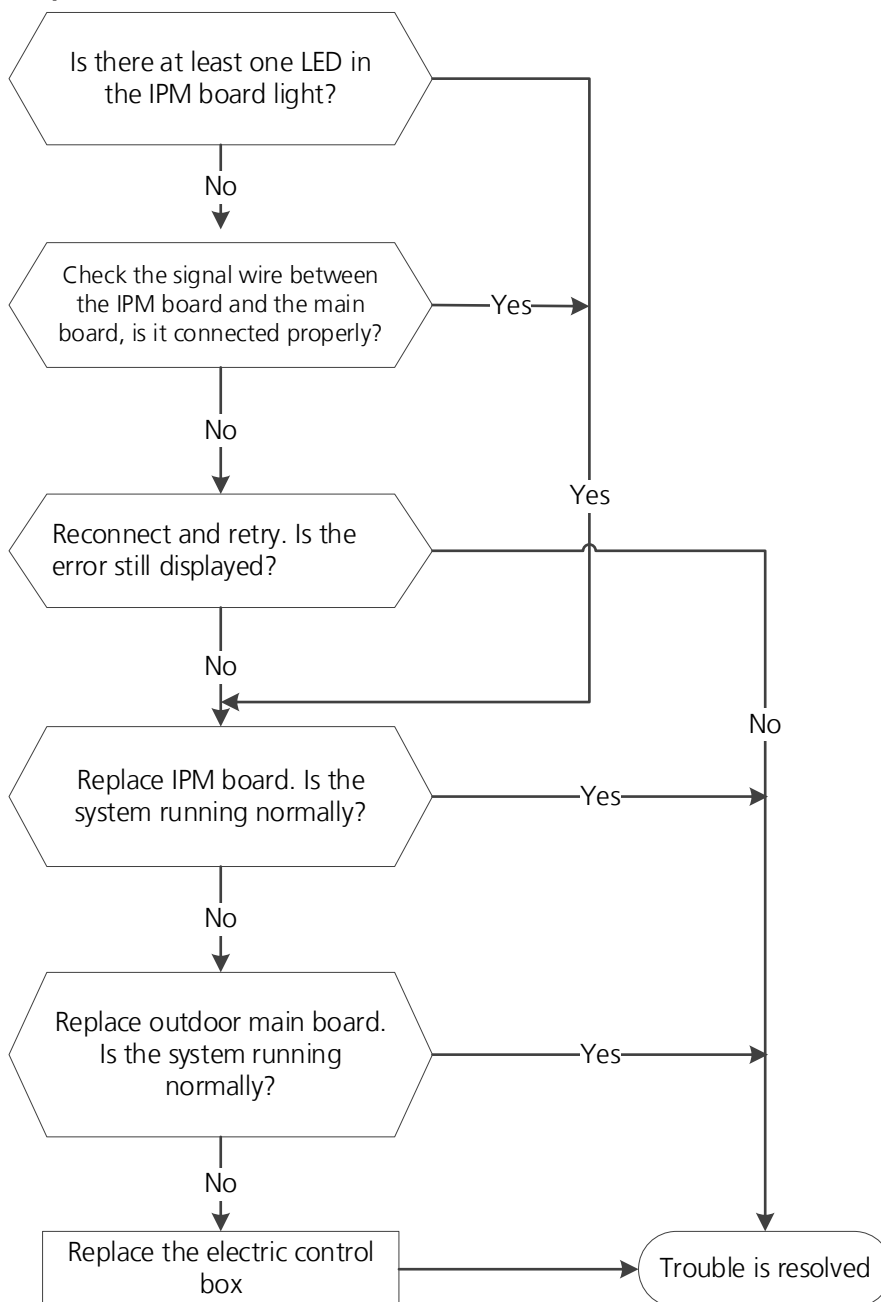 Is there at least one LED in
the IPM board light?
No
Check the signal wire between
the IPM board and the main
board, is it connected properly?
Yes
No
Yes
Reconnect and retry. Is the
error still displayed?
No
No
Replace IPM board. Is the
system running normally?
Yes
No
Replace outdoor main board.
Is the system running
normally?
Yes
No
Replace the electric control
box
Trouble is resolved